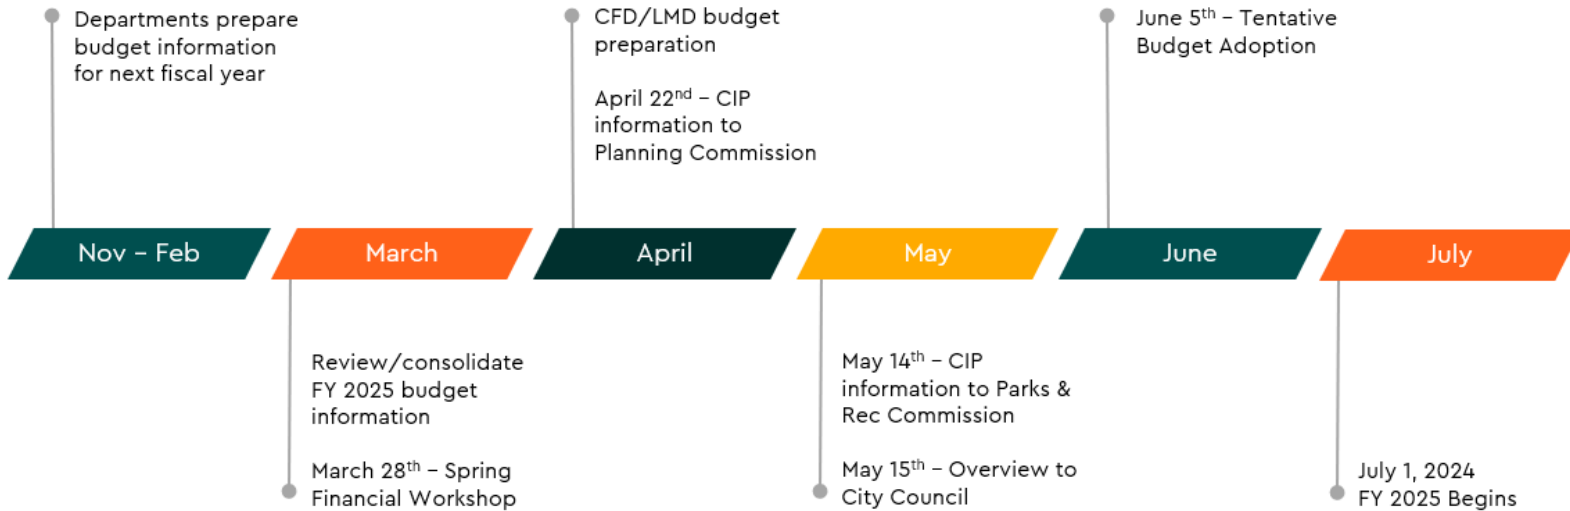 Departments prepare
budget information
for next fiscal year
CFD/LMD budget
preparation
April 22nd – CIP
information to
Planning Commission
June 5th – Tentative
Budget Adoption
Nov – Feb
March
April
May
June
July
Review/consolidate
FY 2025 budget
information
March 28th – Spring
Financial Workshop
May 14th – CIP
information to Parks &
Rec Commission
May 15th – Overview to
City Council
July 1, 2024
FY 2025 Begins